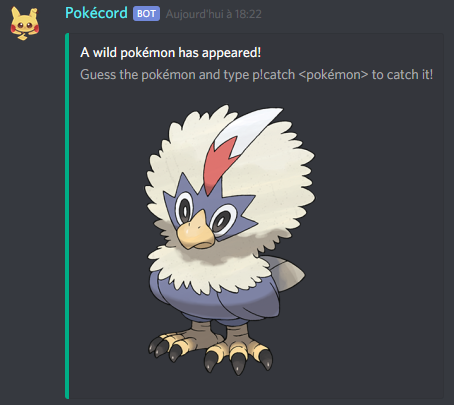 Pokécord BOT Aujourd'hui à 18:22
A wild pokémon has appeared!
Guess the pokémon and type p!catch <pokémon> to catch it!